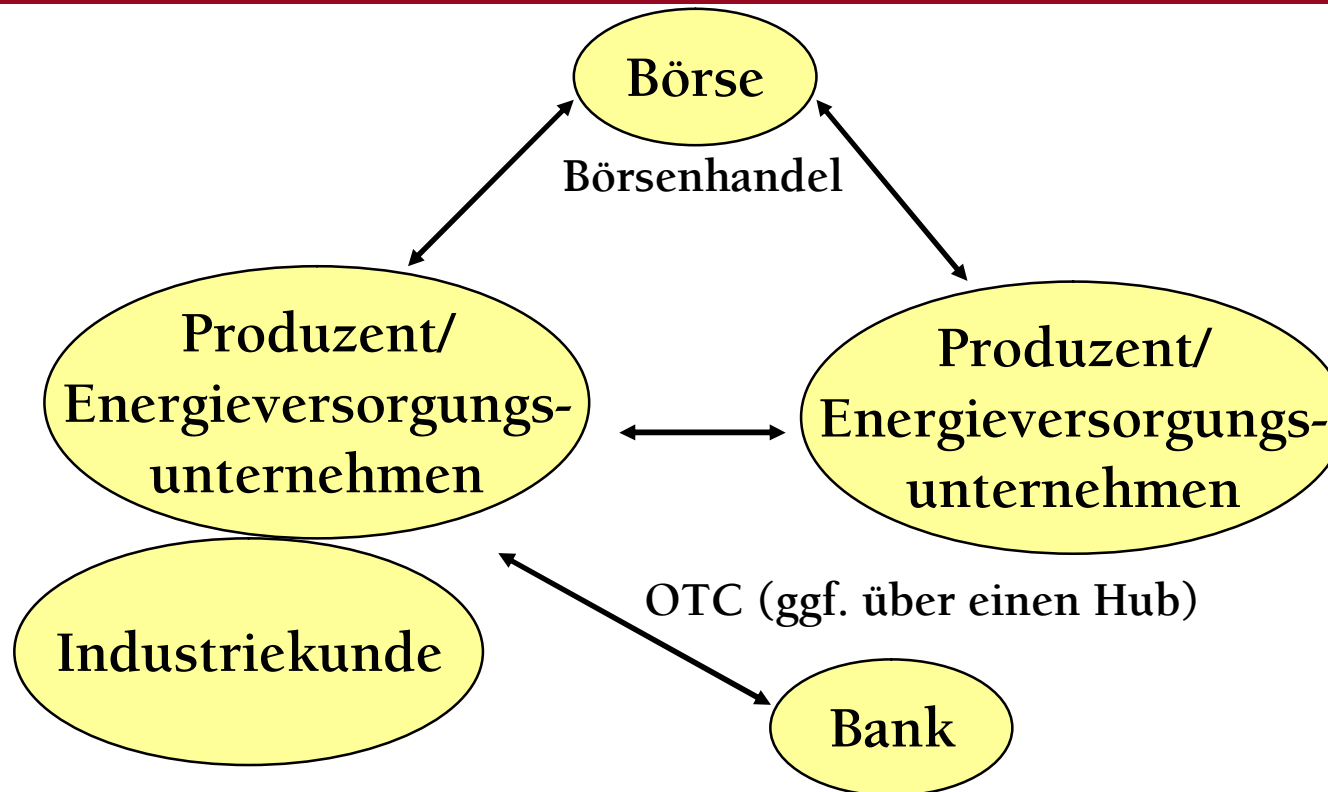 Börse
Börsenhandel
Produzent/
Energieversorgungs-
unternehmen
Produzent/
Energieversorgungs-
unternehmen
OTC (ggf. über einen Hub)
Industriekunde
Bank